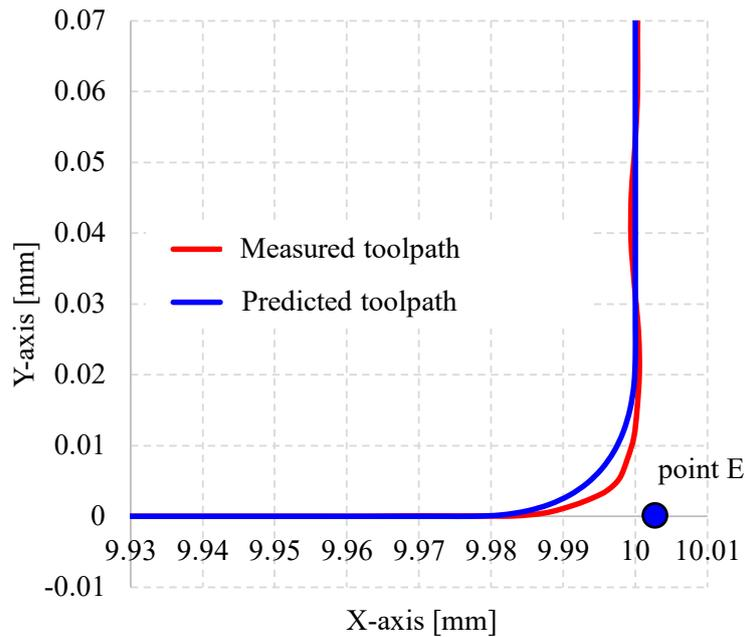 0.07
0.06
0.05
0.04
0.03
0.02
0.01
0
-0.01
Y-axis [mm]
Measured toolpath
Predicted toolpath
point E
9.93 9.94 9.95 9.96 9.97 9.98 9.99 10 10.01
X-axis [mm]